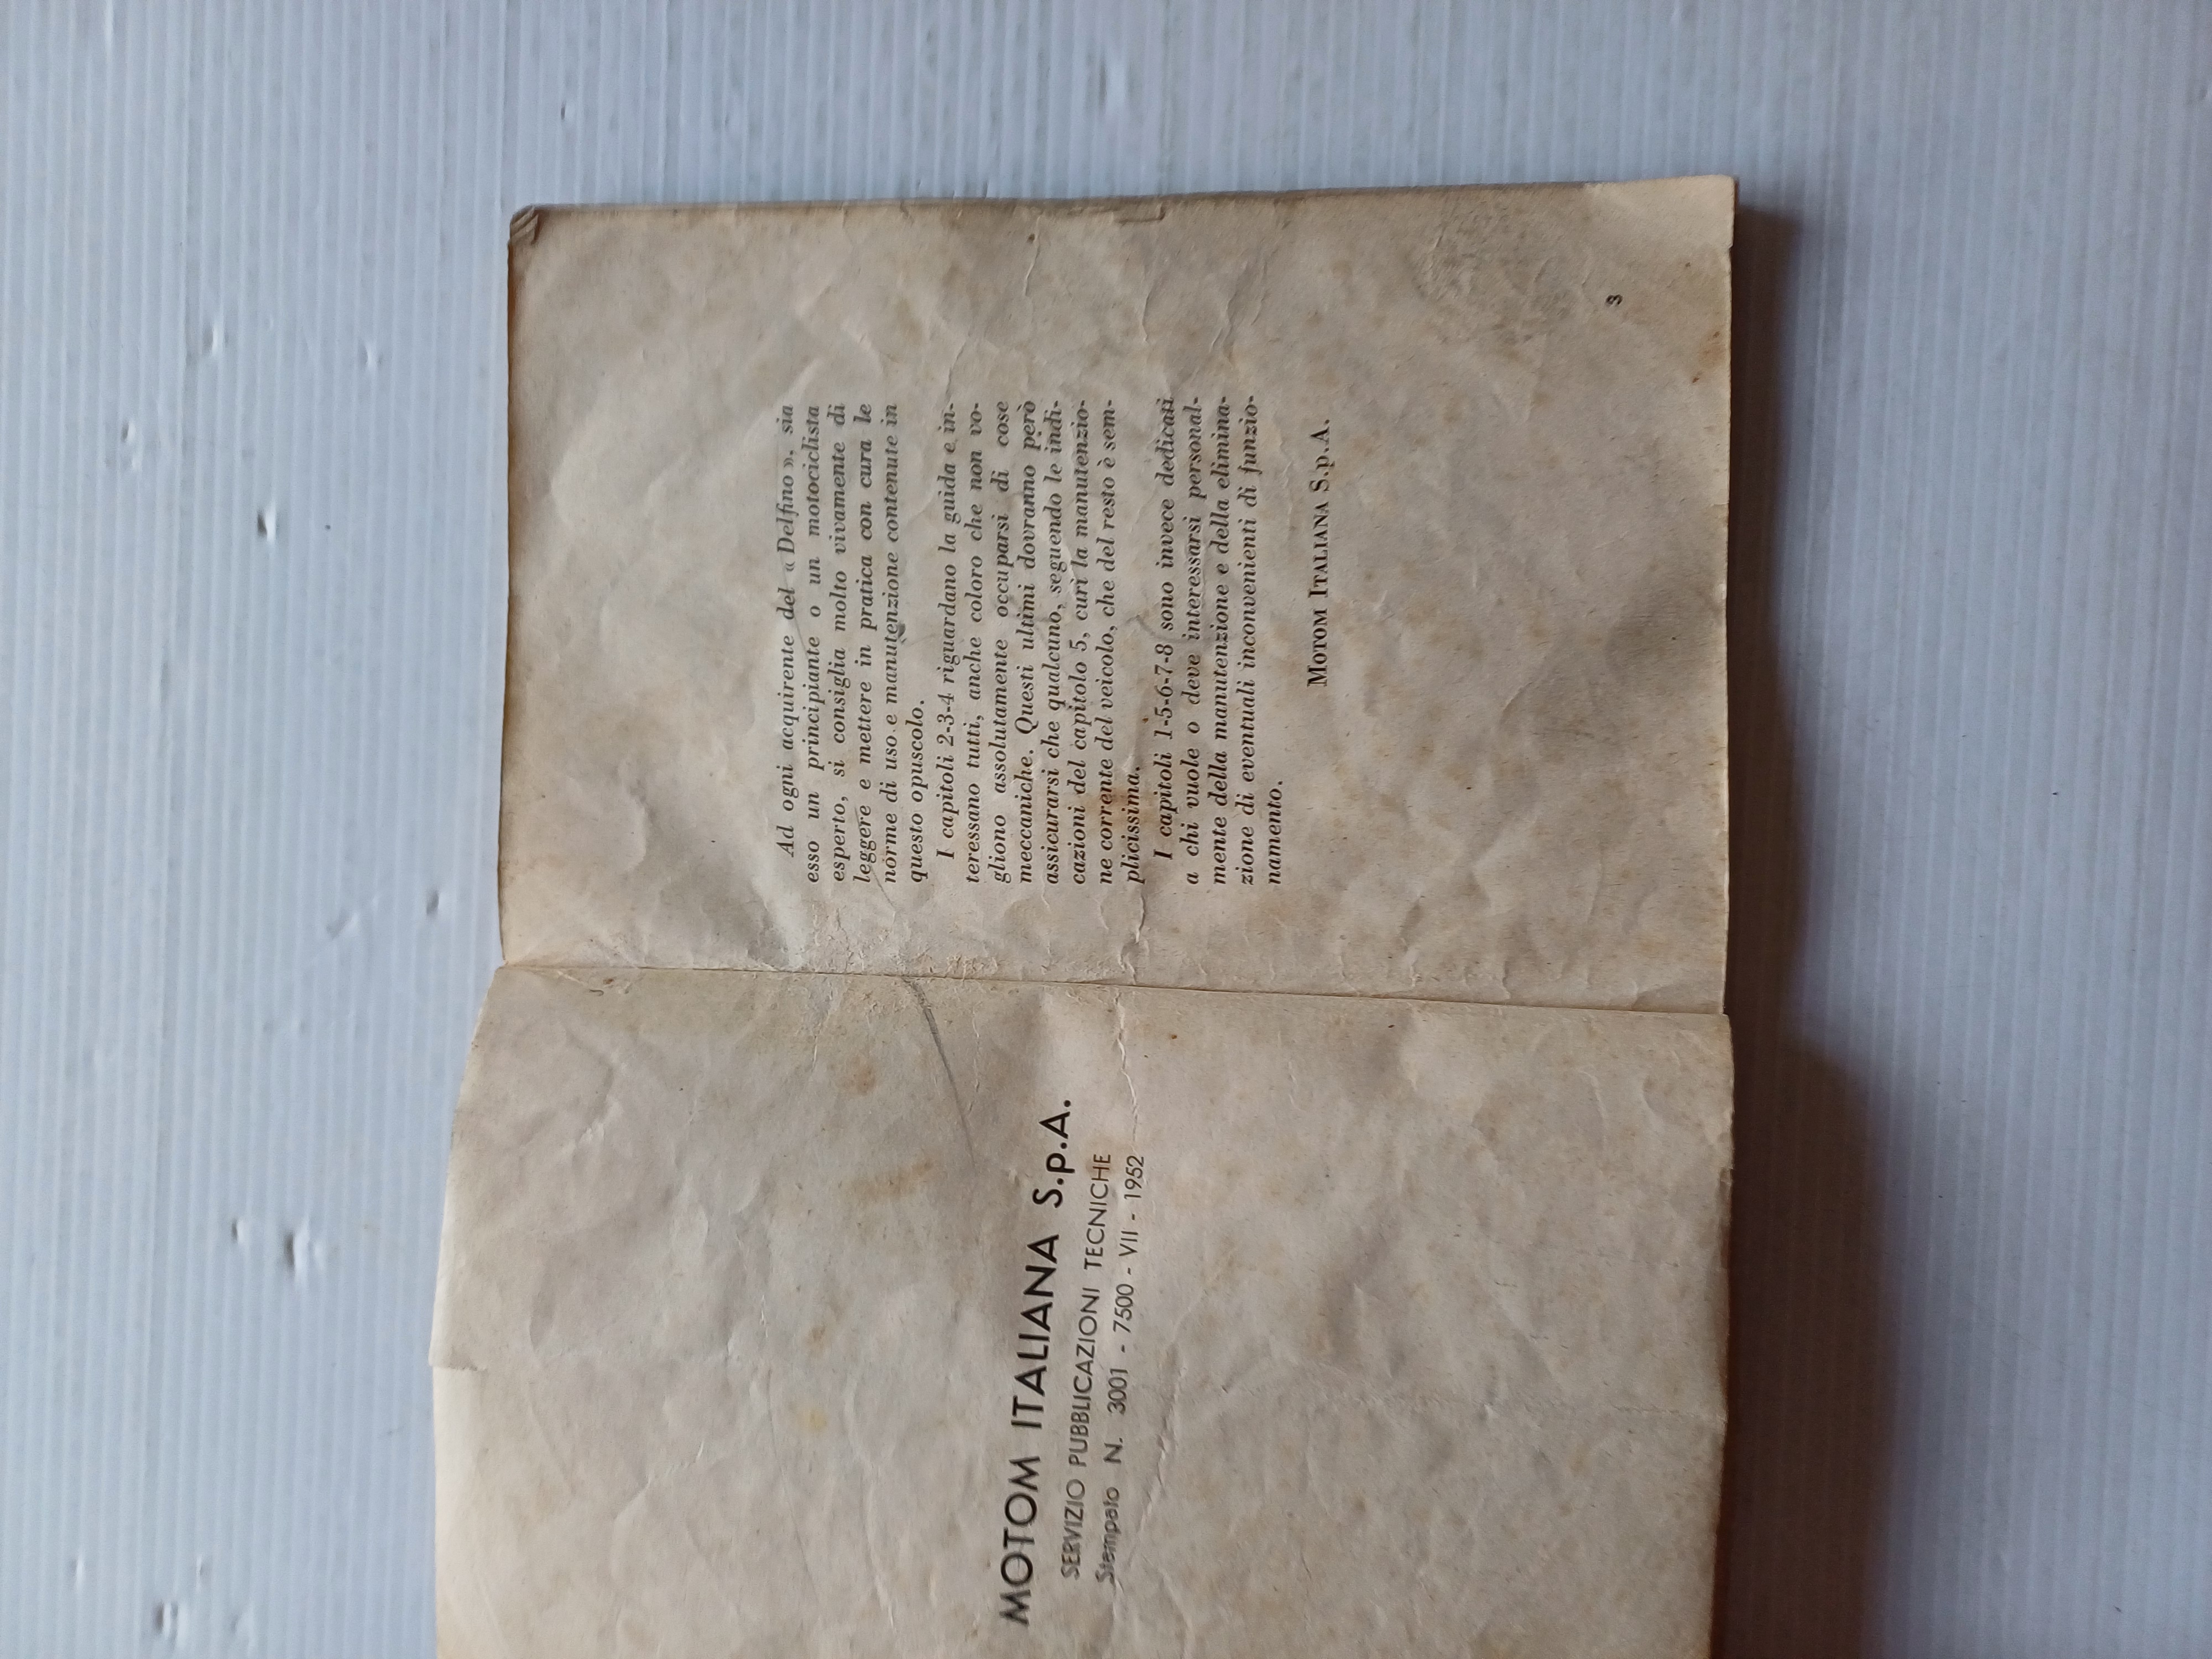 MOTOM ITALIANA S.p.A.
SERVIZIO PUBBLICAZIONI TECNICHE
Stampato N. 3001 - 7500 - VII - 1952
Ad ogni acquirente del « Delfino », sia
esso un principiante o un motociclista
esperto, si consiglia molto vivamente di
leggere e mettere in pratica con cura le
norme di uso e manutenzione contenute in
questo opuscolo.
I capitoli 2-3-4 riguardano la guida e in-
teressano tutti, anche coloro che non vo-
gliono assolutamente occuparsi di cose
meccaniche. Questi ultimi dovranno però
assicurarsi che qualcuno, seguendo le indi-
cazioni del capitolo 5, curi la manutenzio-
ne corrente del veicolo, che del resto è sem-
plicissima.
I capitoli 1-5-6-7-8 sono invece dedicati
a chi vuole o deve interessarsi personal-
mente della manutenzione e della elimina-
zione di eventuali inconvenienti di funzio-
namento.
MOTOM ITALIANA S.p.A.
3